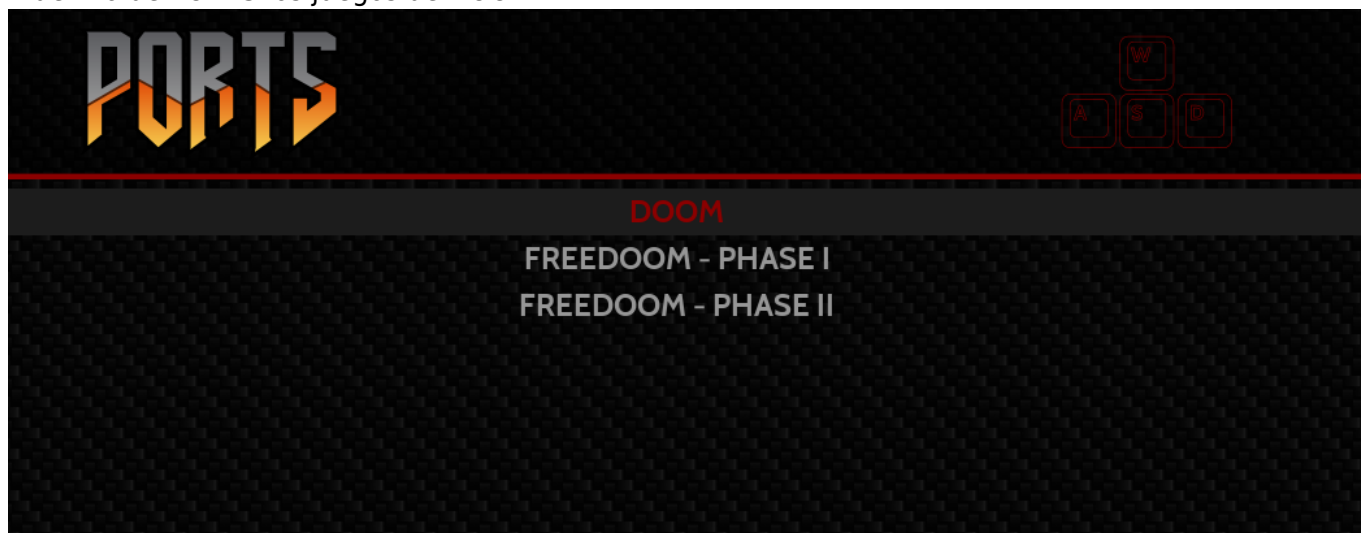 PORTS
W
A S D
DOOM
FREEDOOM - PHASE I
FREEDOOM - PHASE II